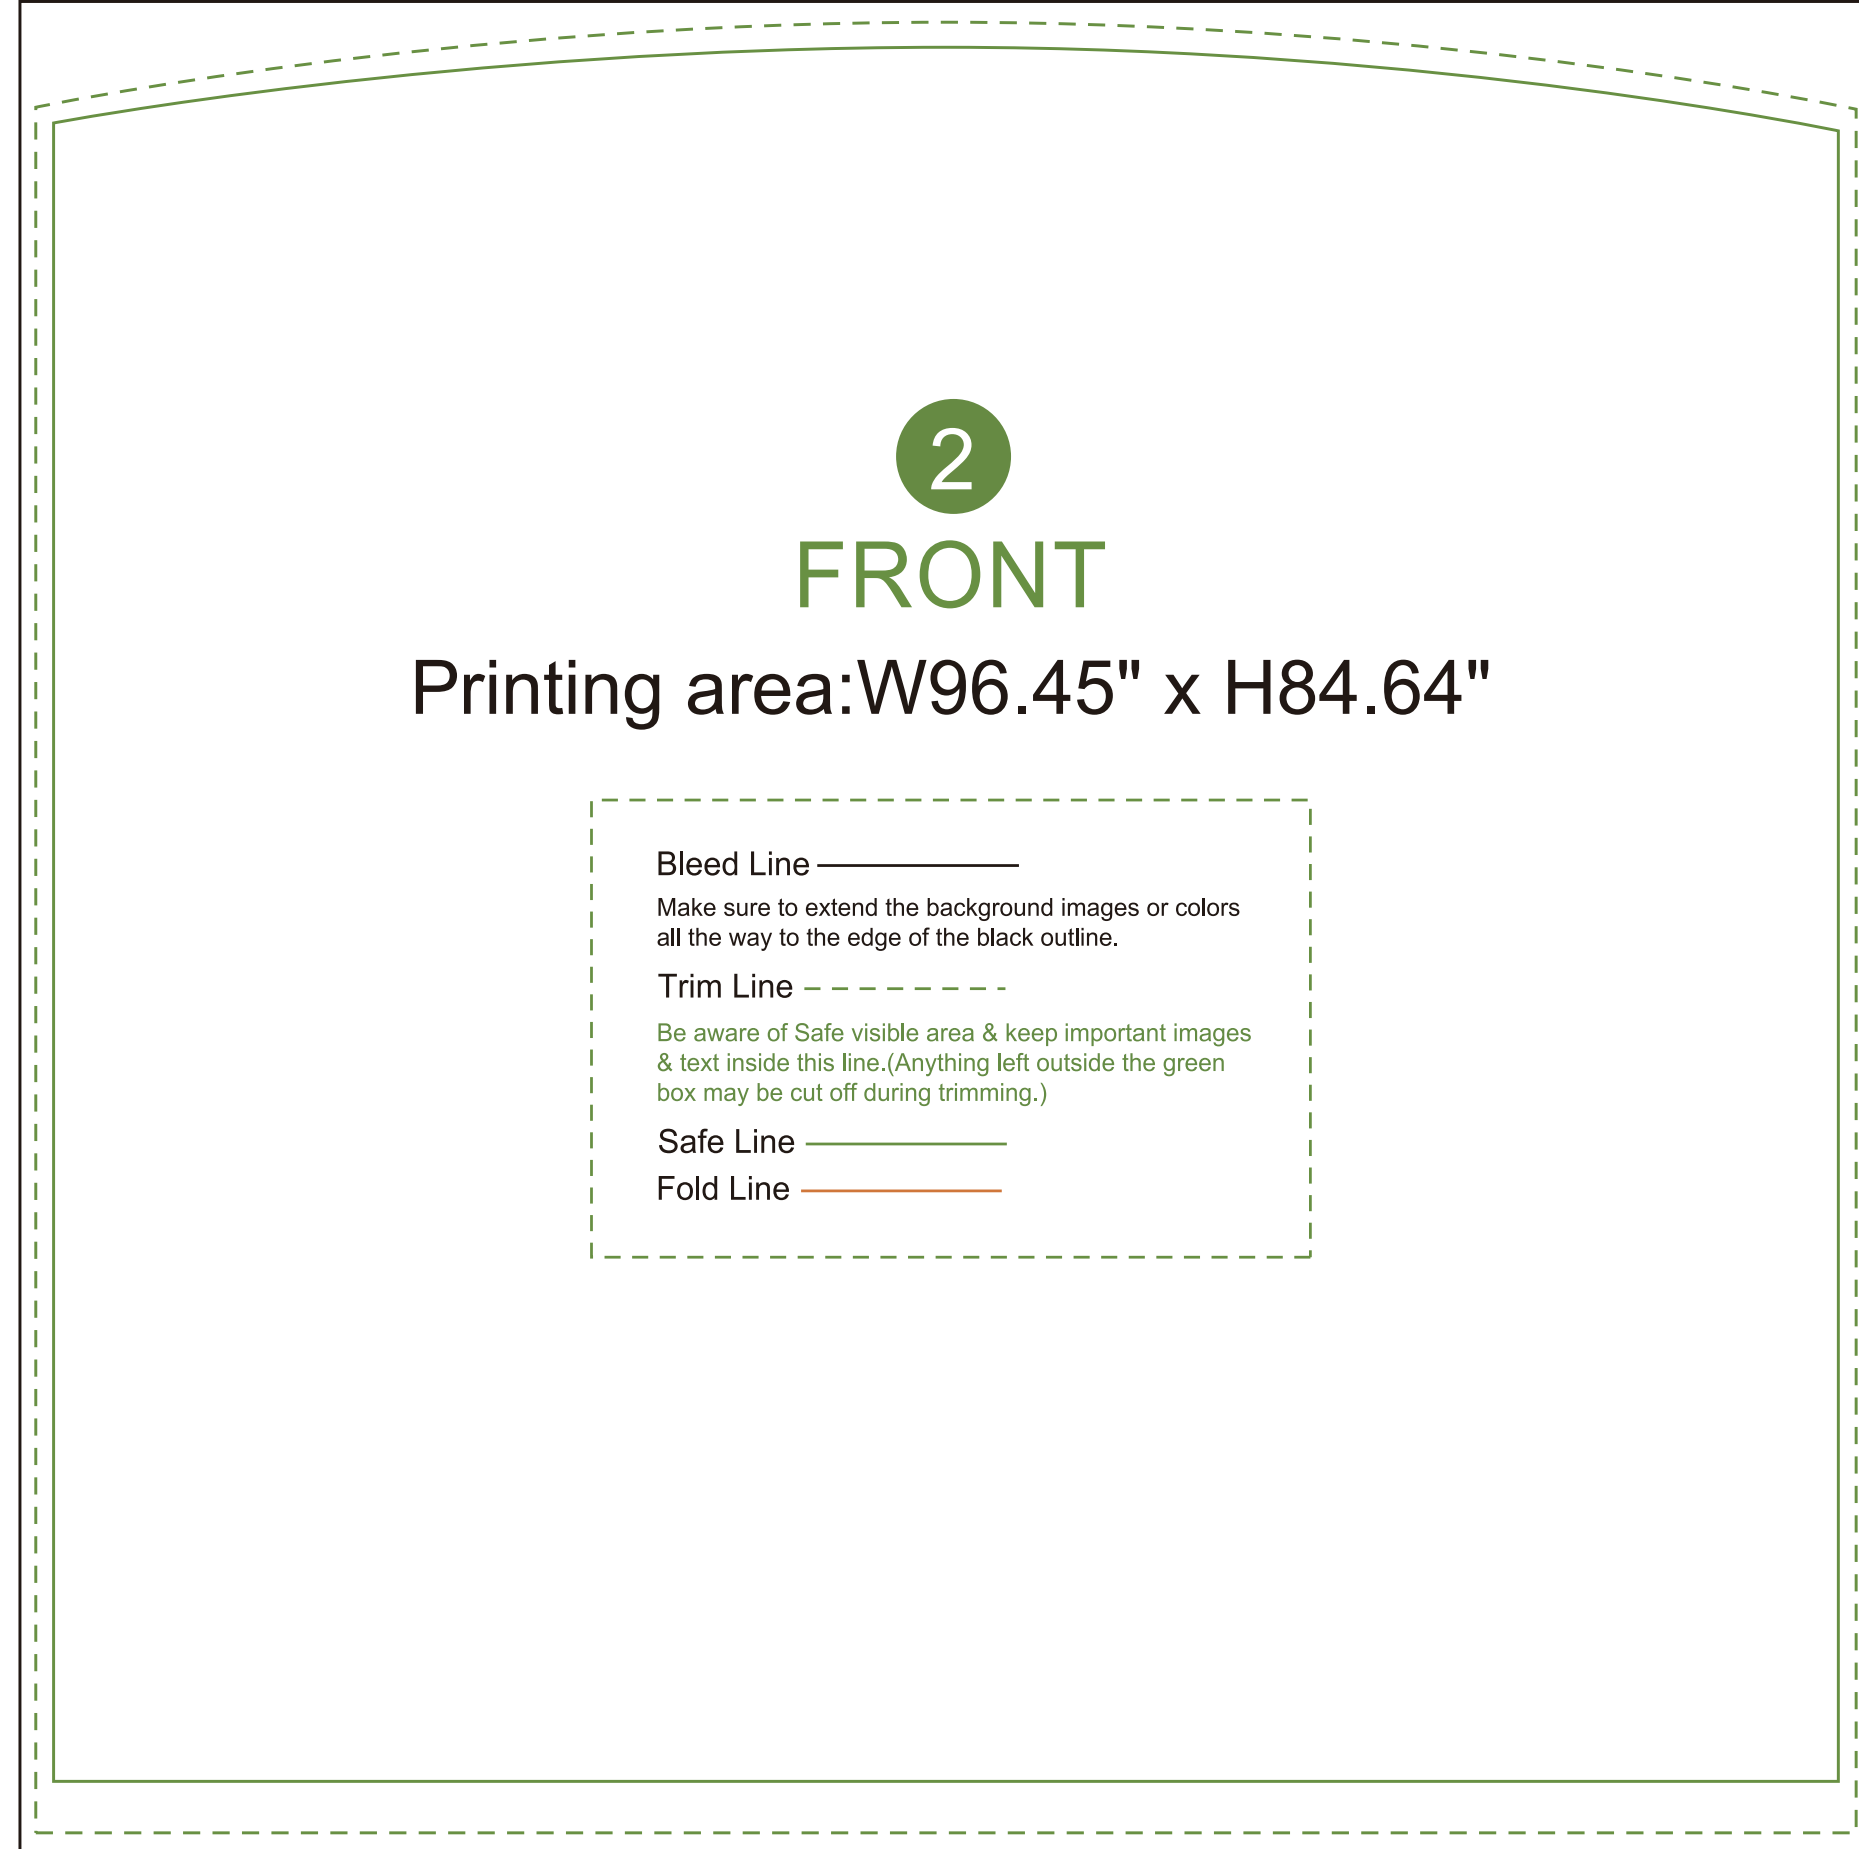 2
FRONT
Printing area:W96.45" x H84.64"
Bleed Line
Make sure to extend the background images or colors
all the way to the edge of the black outline.
Trim Line
Be aware of Safe visible area & keep important images
& text inside this line.(Anything left outside the green
box may be cut off during trimming.)
Safe Line
Fold Line